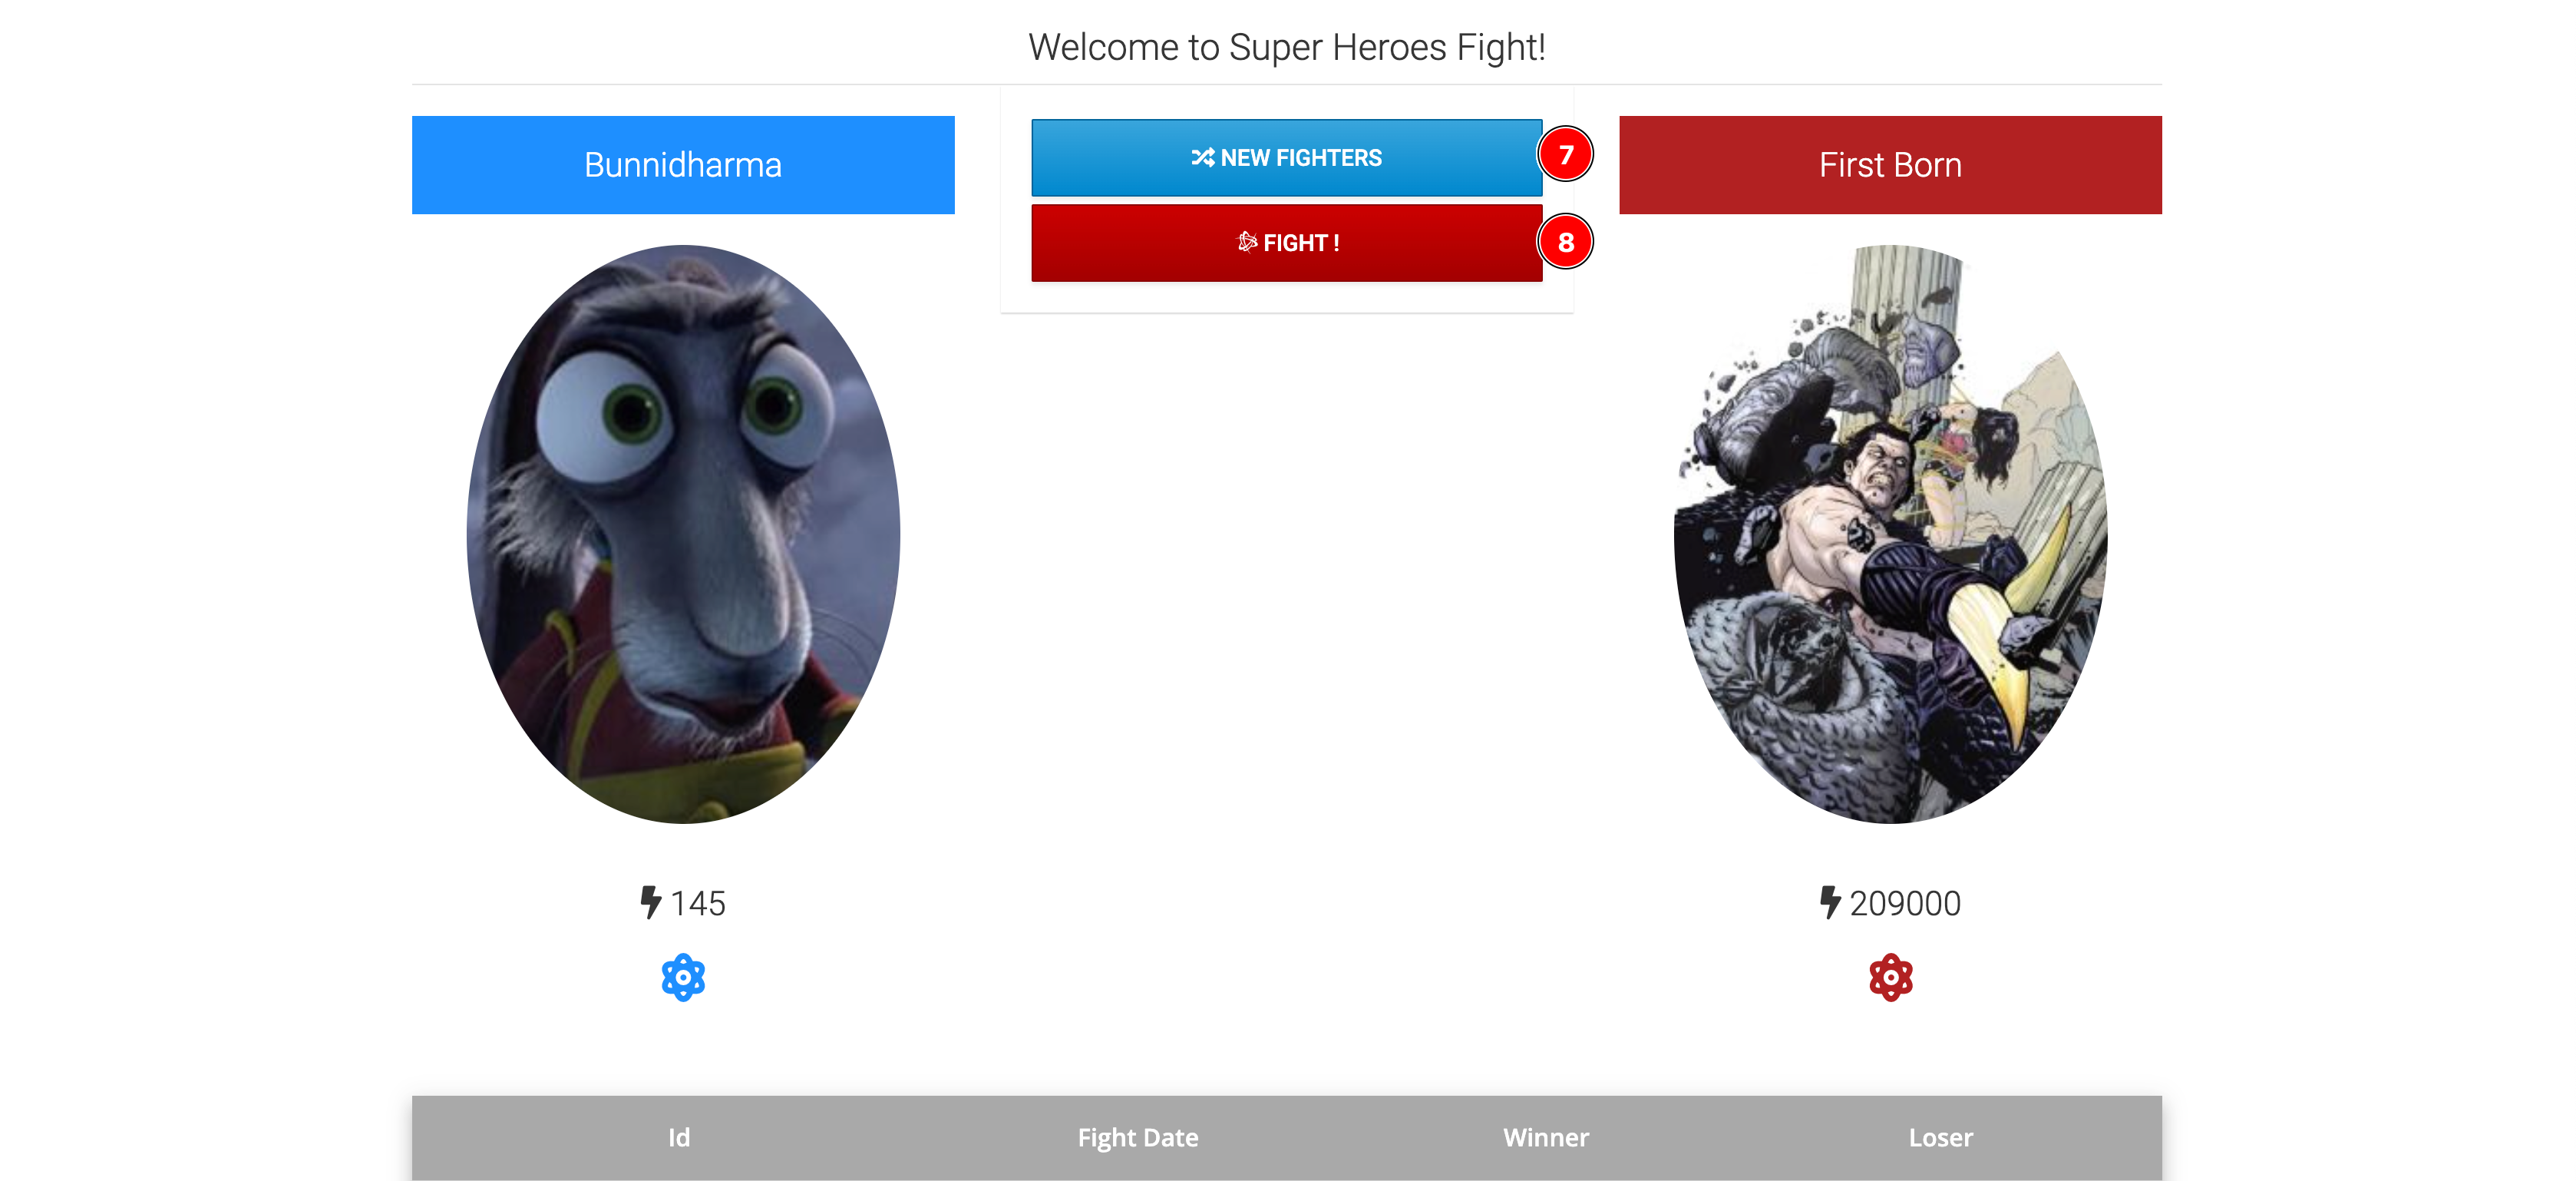 Welcome to Super Heroes Fight!
Bunnidharma
NEW FIGHTERS
7
FIGHT !
8
First Born
145
209000
Id
Fight Date
Winner
Loser